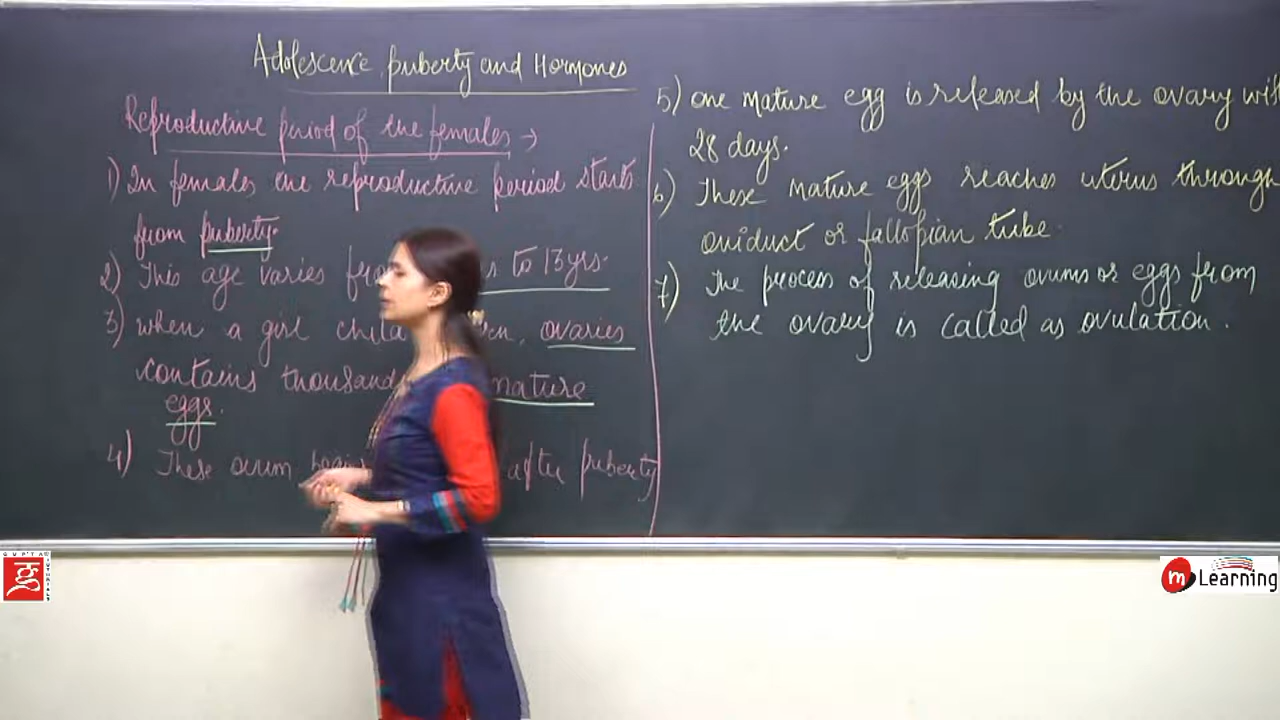 Adolescence, puberty and Hormones
Reproductive period of the females →
1) In females the reproductive period starts
from puberty.
2) This age varies to 13 yrs.
3) when a girl child ovaries
contains thousands mature
eggs.
4) These ovum begins after puberty
5) one mature egg is released by the ovary with
28 days.
6) These mature eggs reaches uterus through
oviduct or fallopian tube.
7) The process of releasing ovums or eggs from
the ovary is called as ovulation.
GUPTA
m Learning